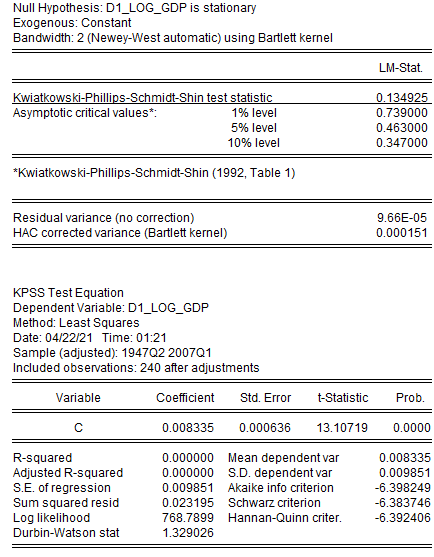 Null Hypothesis: D1_LOG_GDP is stationary
Exogenous: Constant
Bandwidth: 2 (Newey-West automatic) using Bartlett kernel
LM-Stat.
Kwiatkowski-Phillips-Schmidt-Shin test statistic 0.134925
Asymptotic critical values*: 1% level 0.739000
5% level 0.463000
10% level 0.347000
*Kwiatkowski-Phillips-Schmidt-Shin (1992, Table 1)
Residual variance (no correction) 9.66E-05
HAC corrected variance (Bartlett kernel) 0.000151
KPSS Test Equation
Dependent Variable: D1_LOG_GDP
Method: Least Squares
Date: 04/22/21 Time: 01:21
Sample (adjusted): 1947Q2 2007Q1
Included observations: 240 after adjustments
Variable Coefficient Std. Error t-Statistic Prob.
C 0.008335 0.000636 13.10719 0.0000
R-squared 0.000000 Mean dependent var 0.008335
Adjusted R-squared 0.000000 S.D. dependent var 0.009851
S.E. of regression 0.009851 Akaike info criterion -6.398249
Sum squared resid 0.023195 Schwarz criterion -6.383746
Log likelihood 768.7899 Hannan-Quinn criter. -6.392406
Durbin-Watson stat 1.329026